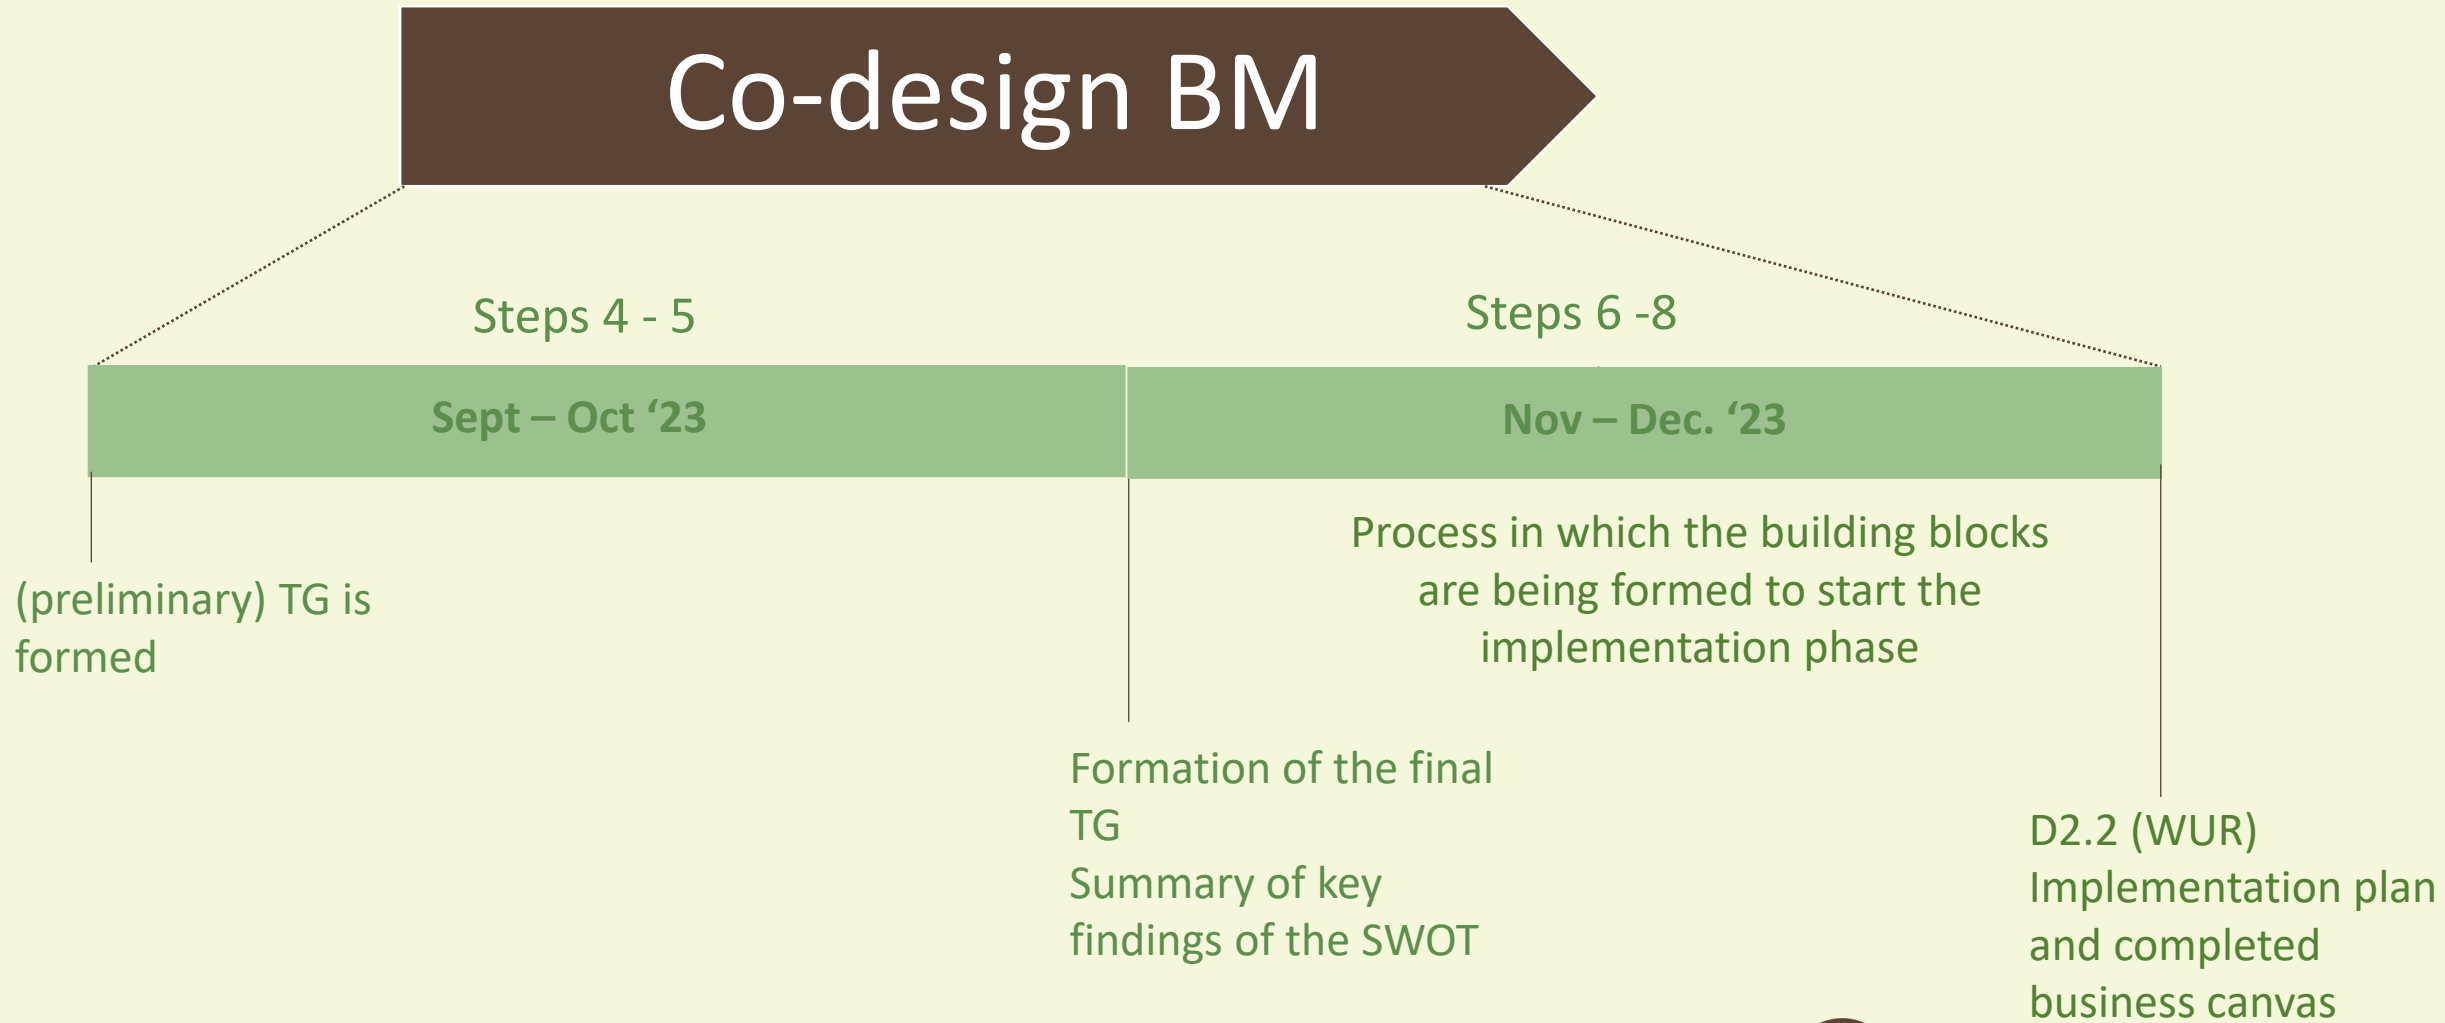 Co-design BM
Steps 4 - 5
Steps 6 -8
Sept – Oct ‘23
Nov – Dec. ‘23
(preliminary) TG is
formed
Process in which the building blocks
are being formed to start the
implementation phase
Formation of the final
TG
Summary of key
findings of the SWOT
D2.2 (WUR)
Implementation plan
and completed
business canvas